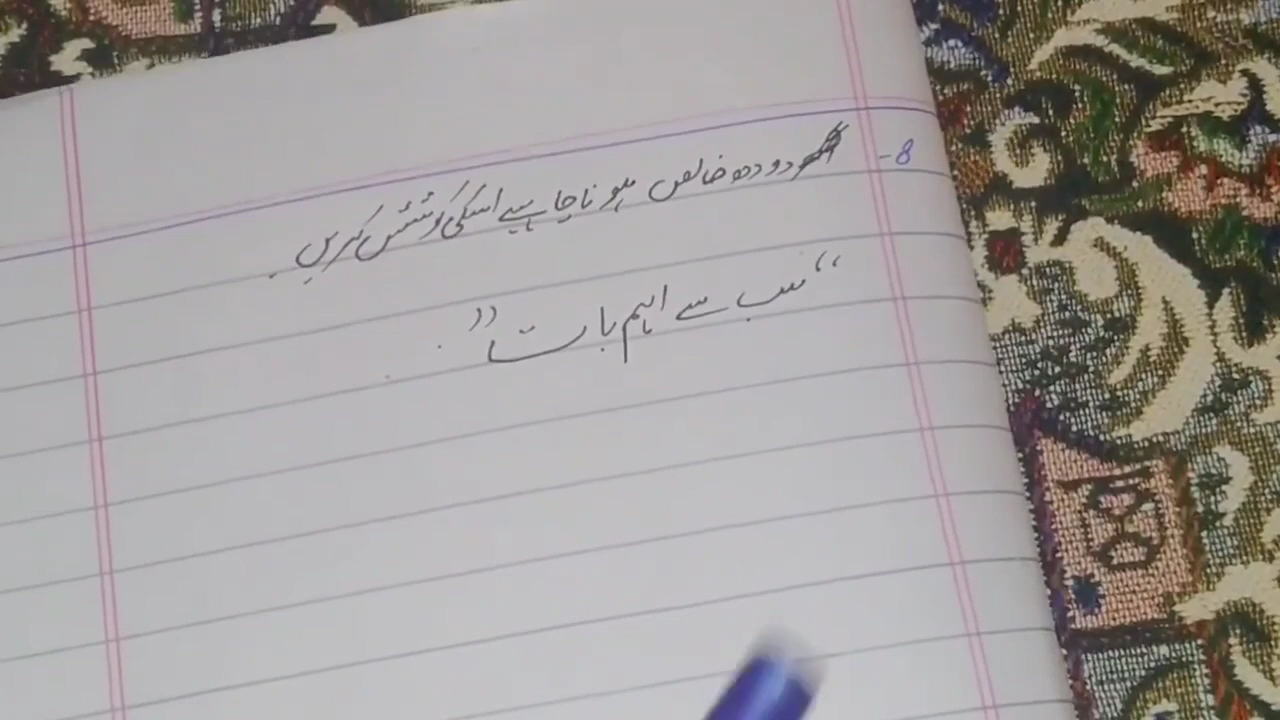 8- دودھ خالص ہونا چاہیے اسکی کوشش کریں.
“سب سے اہم بات”.